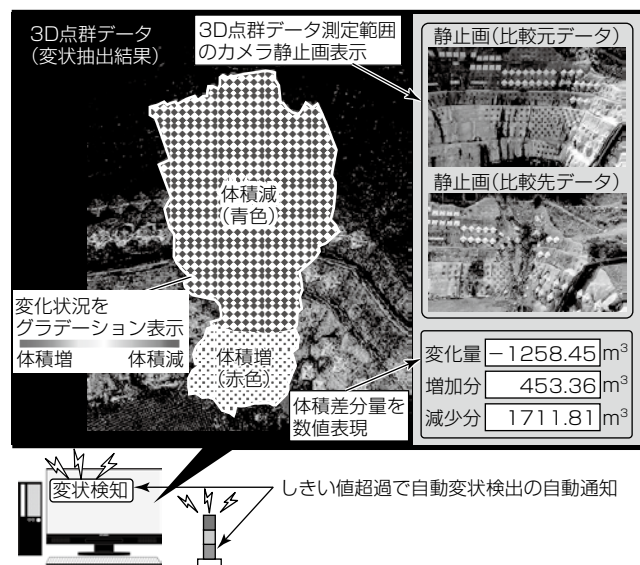 3D点群データ
(変状抽出結果)
3D点群データ測定範囲
のカメラ静止画表示
静止画(比較元データ)
静止画(比較先データ)
体積減
(青色)
変化状況を
グラデーション表示
体積増 体積減
体積増
(赤色)
体積差分量を
数値表現
変化量 −1258.45 m³
増加分 453.36 m³
減少分 1711.81 m³
変状検知
しきい値超過で自動変状検出の自動通知